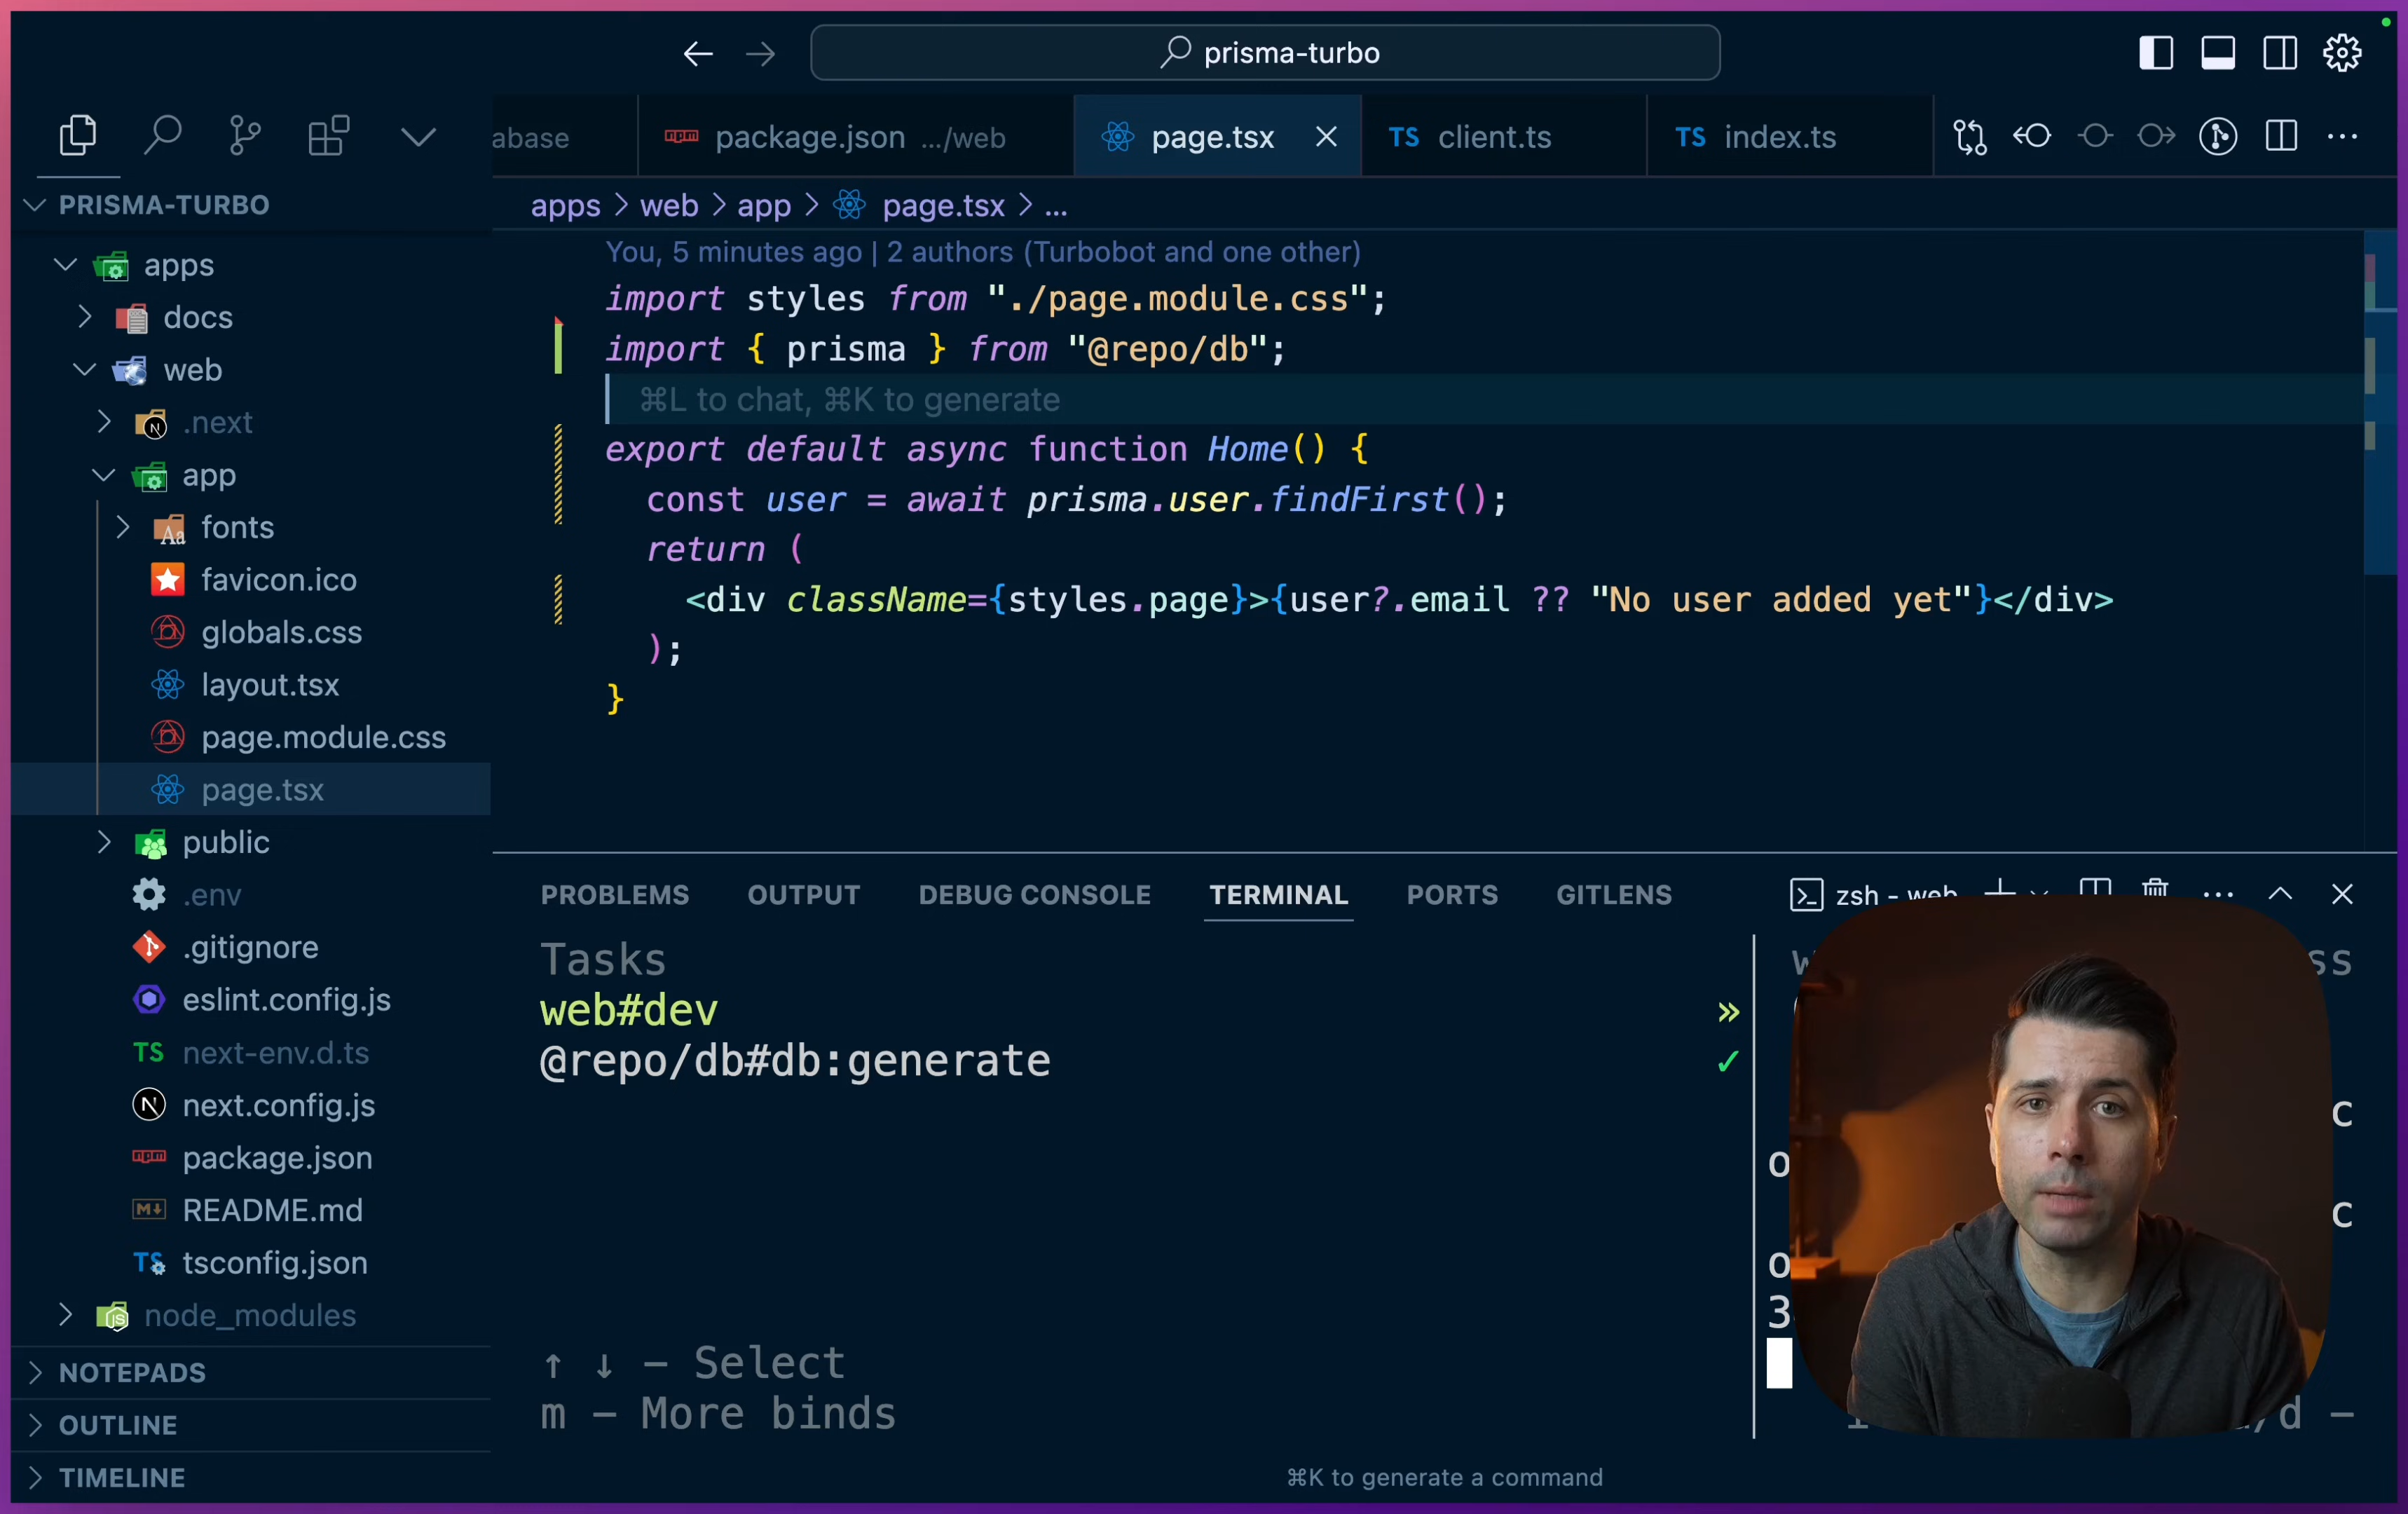 prisma-turbo
abase
package.json .../web
page.tsx
TS client.ts
TS index.ts
PRISMA-TURBO
apps
docs
web
.next
app
fonts
favicon.ico
globals.css
layout.tsx
page.module.css
page.tsx
public
.env
.gitignore
eslint.config.js
TS next-env.d.ts
next.config.js
package.json
README.md
TS tsconfig.json
node_modules
NOTEPADS
OUTLINE
TIMELINE
apps > web > app > page.tsx > ...
You, 5 minutes ago | 2 authors (Turbobot and one other)
import styles from "./page.module.css";
import { prisma } from "@repo/db";
⌘L to chat, ⌘K to generate
export default async function Home() {
const user = await prisma.user.findFirst();
return (
<div className={styles.page}>{user?.email ?? "No user added yet"}</div>
);
}
PROBLEMS OUTPUT DEBUG CONSOLE TERMINAL PORTS GITLENS
zsh - web
Tasks
web#dev »
@repo/db#db:generate ✓
↑ ↓ - Select
m - More binds
⌘K to generate a command